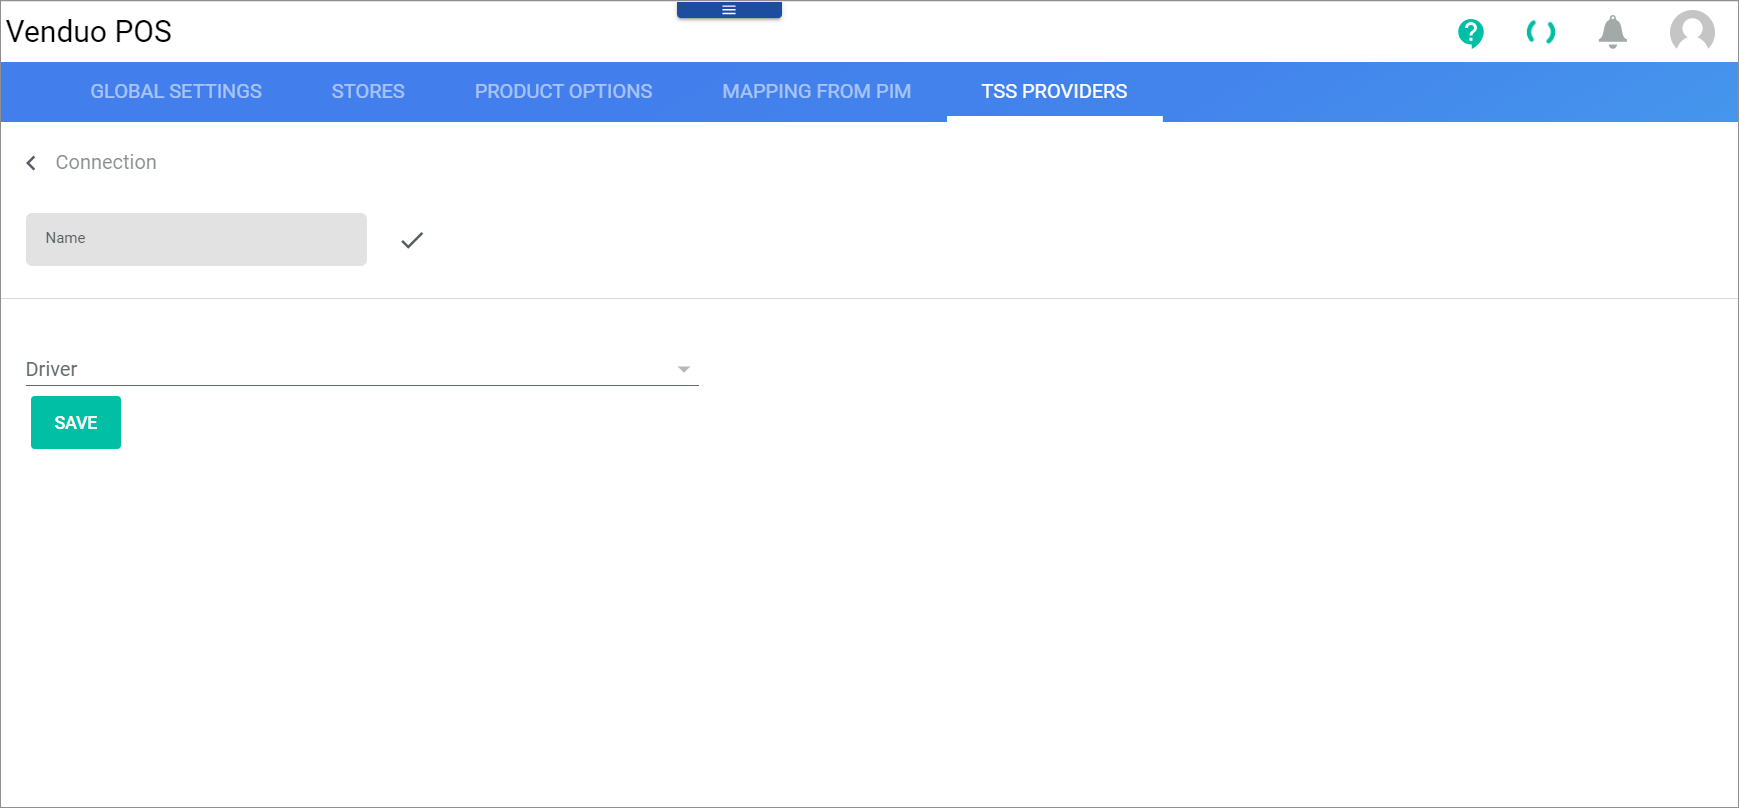 Venduo POS
GLOBAL SETTINGS STORES PRODUCT OPTIONS MAPPING FROM PIM TSS PROVIDERS
Connection
Name
Driver
SAVE